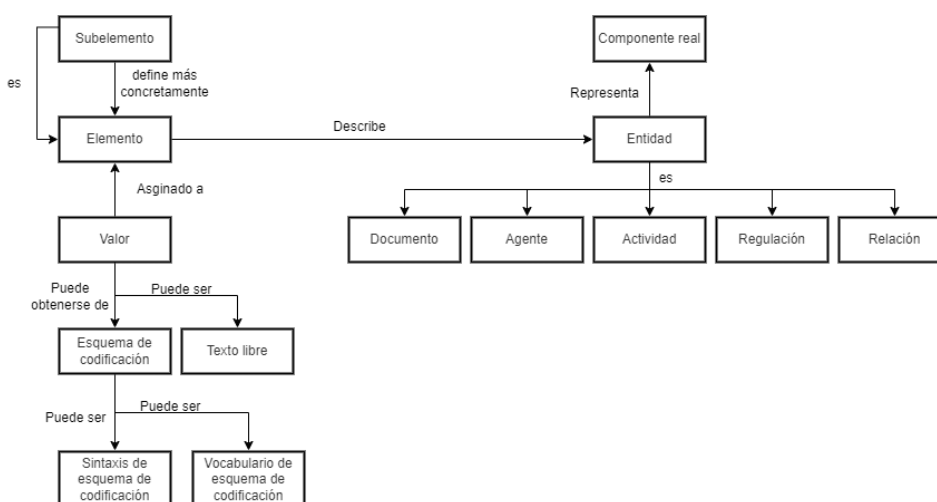 Subelemento
Componente real
es
define más
concretamente
Representa
Elemento
Describe
Entidad
Asginado a
es
Valor
Documento
Agente
Actividad
Regulación
Relación
Puede
obtenerse de
Puede ser
Esquema de
codificación
Texto libre
Puede ser
Puede ser
Sintaxis de
esquema de
codificación
Vocabulario de
esquema de
codificación